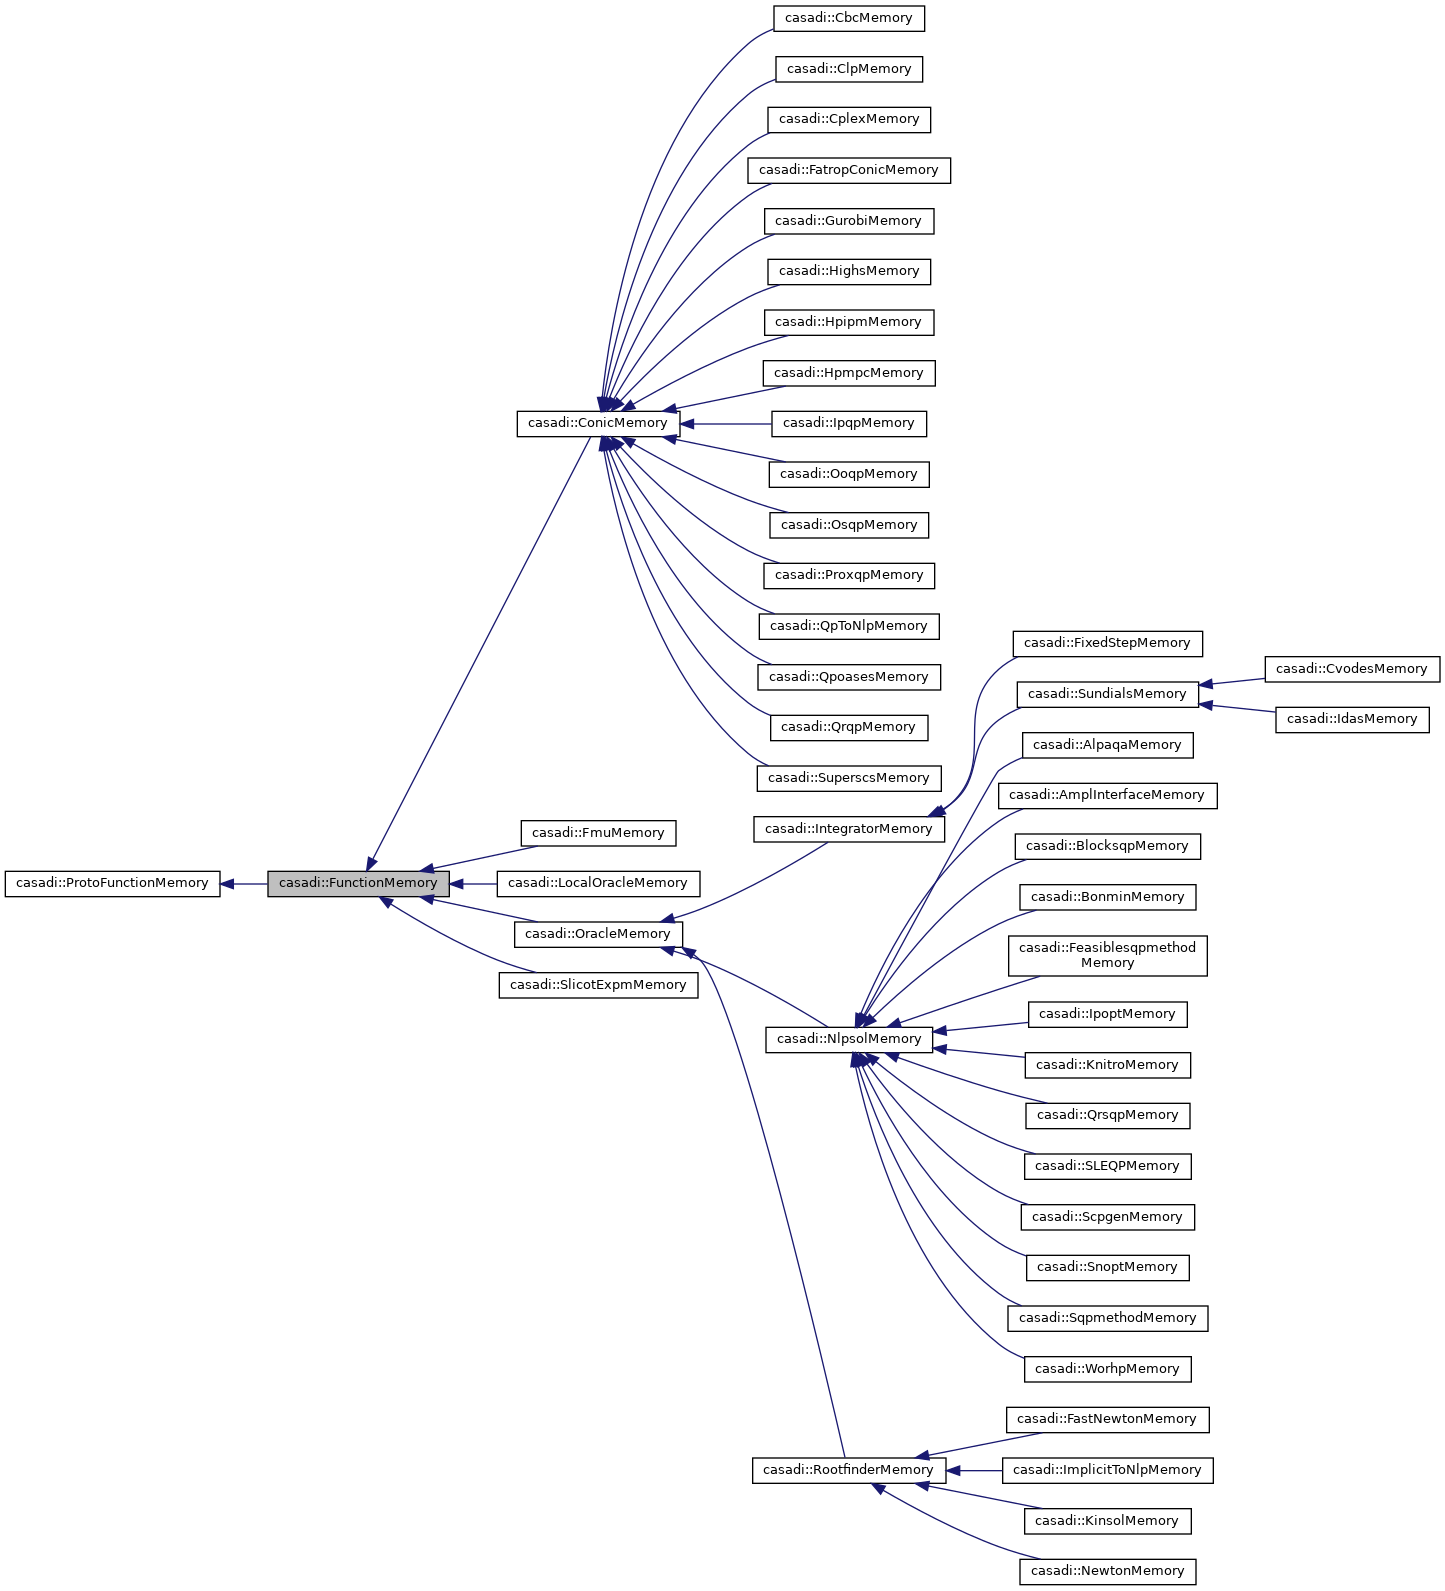 casadi::CbcMemory
casadi::ClpMemory
casadi::CplexMemory
casadi::FatropConicMemory
casadi::GurobiMemory
casadi::HighsMemory
casadi::HpipmMemory
casadi::HpmpcMemory
casadi::ConicMemory
casadi::IpqpMemory
casadi::OoqpMemory
casadi::OsqpMemory
casadi::ProxqpMemory
casadi::QpToNlpMemory
casadi::QpoasesMemory
casadi::QrqpMemory
casadi::SuperscsMemory
casadi::FixedStepMemory
casadi::SundialsMemory
casadi::CvodesMemory
casadi::IdasMemory
casadi::AlpaqaMemory
casadi::AmplInterfaceMemory
casadi::IntegratorMemory
casadi::FmuMemory
casadi::BlocksqpMemory
casadi::ProtoFunctionMemory
casadi::FunctionMemory
casadi::LocalOracleMemory
casadi::BonminMemory
casadi::OracleMemory
casadi::Feasiblesqpmethod
Memory
casadi::SlicotExpmMemory
casadi::IpoptMemory
casadi::NlpsolMemory
casadi::KnitroMemory
casadi::QrsqpMemory
casadi::SLEQPMemory
casadi::ScpgenMemory
casadi::SnoptMemory
casadi::SqpmethodMemory
casadi::WorhpMemory
casadi::FastNewtonMemory
casadi::RootfinderMemory
casadi::ImplicitToNlpMemory
casadi::KinsolMemory
casadi::NewtonMemory